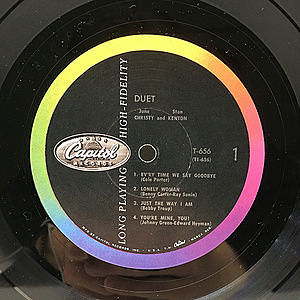 DUET
June Stan
CHRISTY and KENTON
T-656
(T1-656)
1
LONG PLAYING HIGH-FIDELITY
Capitol
RECORDS
1. EV'RY TIME WE SAY GOODBYE
(Cole Porter)
2. LONELY WOMAN
(Benny Carter-Ray Sonin)
3. JUST THE WAY I AM
(Bobby Troup)
4. YOU'RE MINE, YOU!
(Johnny Green-Edward Heyman)